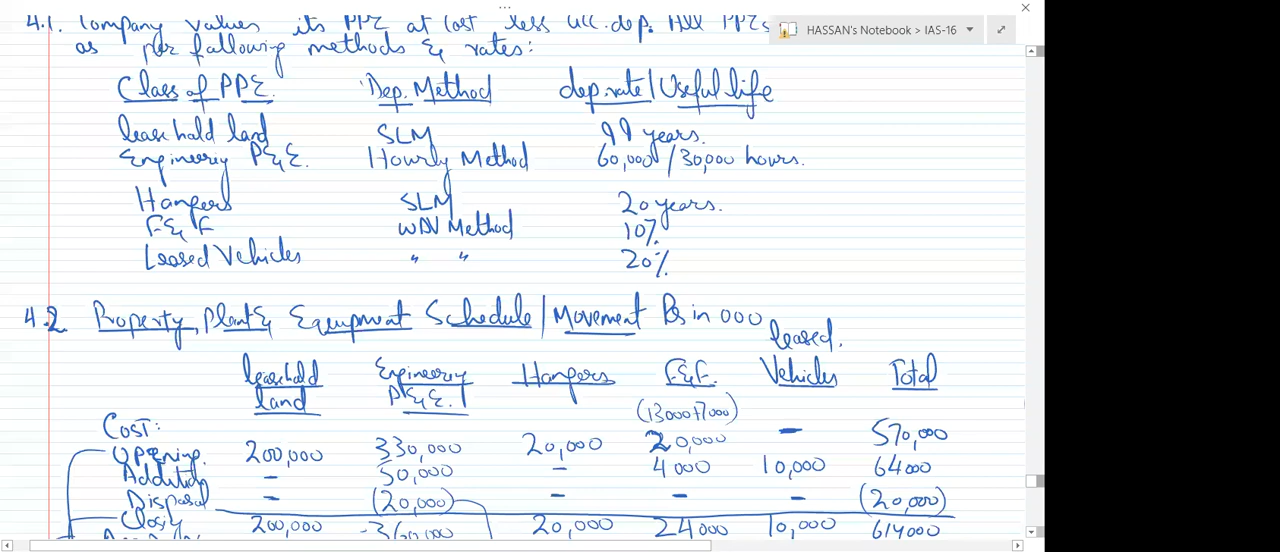 4.1. Company values its PPE at cost less acc. dep. All PPEs
HASSAN's Notebook > IAS-16
as per following methods & rates:
Class of PPE. Dep. Method dep. rate/Useful life
leasehold land SLM 99 years.
Engineery P&E. Hourly Method 60,000/30,000 hours.
Hangers SLM 20 years.
F&F WDV Method 10%
Leased Vehicles " " 20%
4.2 Property, Plant & Equipment Schedule/Movement Rs in 000
leasehold land Engineery P&E. Hangers F&F. leased. Vehicles Total
(13000+7000)
Cost:
Opening. 200,000 330,000 20,000 20,000 - 570,000
Addition - 50,000 - 4000 10,000 64000
Disposal - (20,000) - - - (20,000)
Closing 200,000 360,000 20,000 24000 10,000 614000